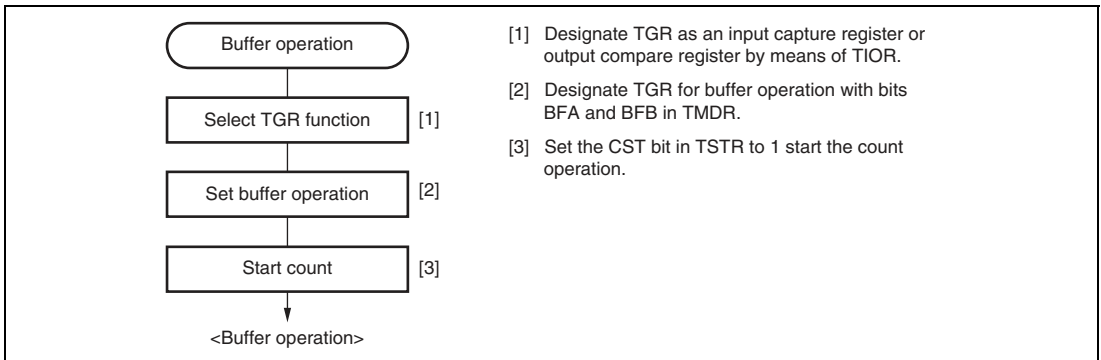 Buffer operation
Select TGR function
[1]
Set buffer operation
[2]
Start count
[3]
<Buffer operation>
[1] Designate TGR as an input capture register or
output compare register by means of TIOR.
[2] Designate TGR for buffer operation with bits
BFA and BFB in TMDR.
[3] Set the CST bit in TSTR to 1 start the count
operation.